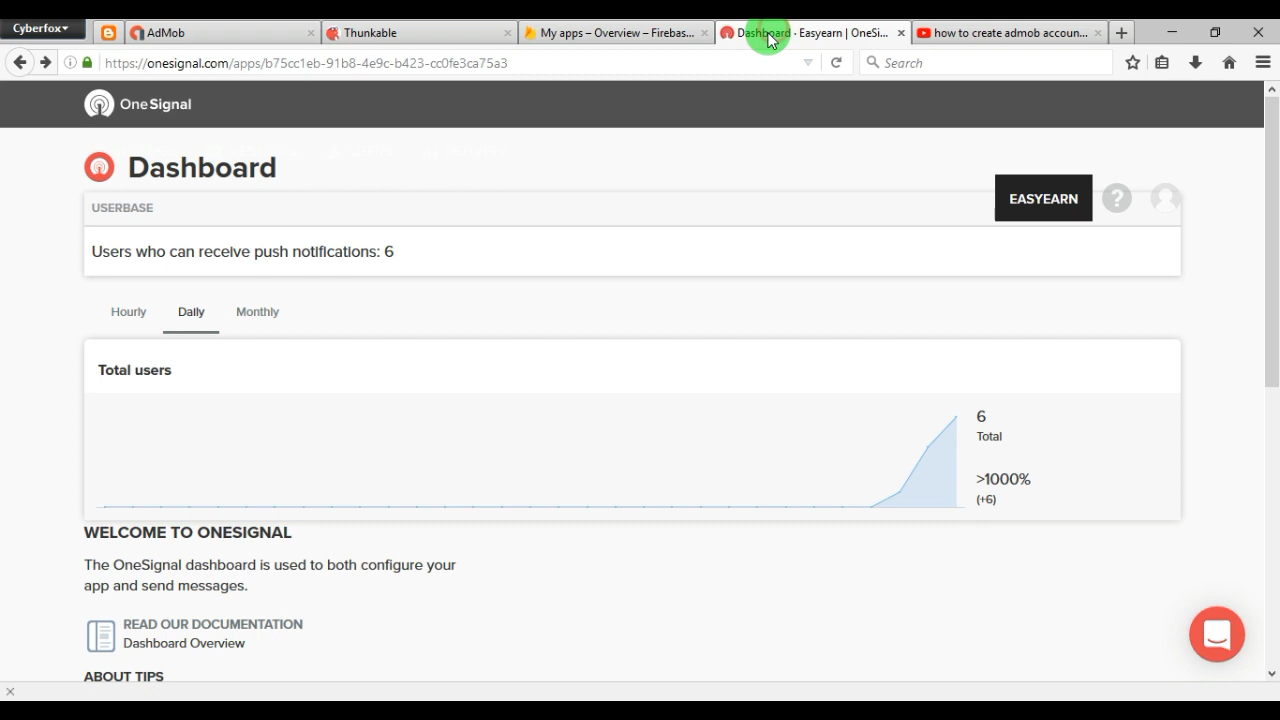 Cyberfox
AdMob
Thunkable
My apps – Overview – Firebas...
Dashboard · Easyearn | OneSi...
how to create admob accoun...
https://onesignal.com/apps/b75cc1eb-91b8-4e9c-b423-cc0fe3ca75a3
Search
OneSignal
Dashboard
USERBASE
EASYEARN
?
Users who can receive push notifications: 6
Hourly
Daily
Monthly
Total users
6
Total
>1000%
(+6)
WELCOME TO ONESIGNAL
The OneSignal dashboard is used to both configure your
app and send messages.
READ OUR DOCUMENTATION
Dashboard Overview
ABOUT TIPS